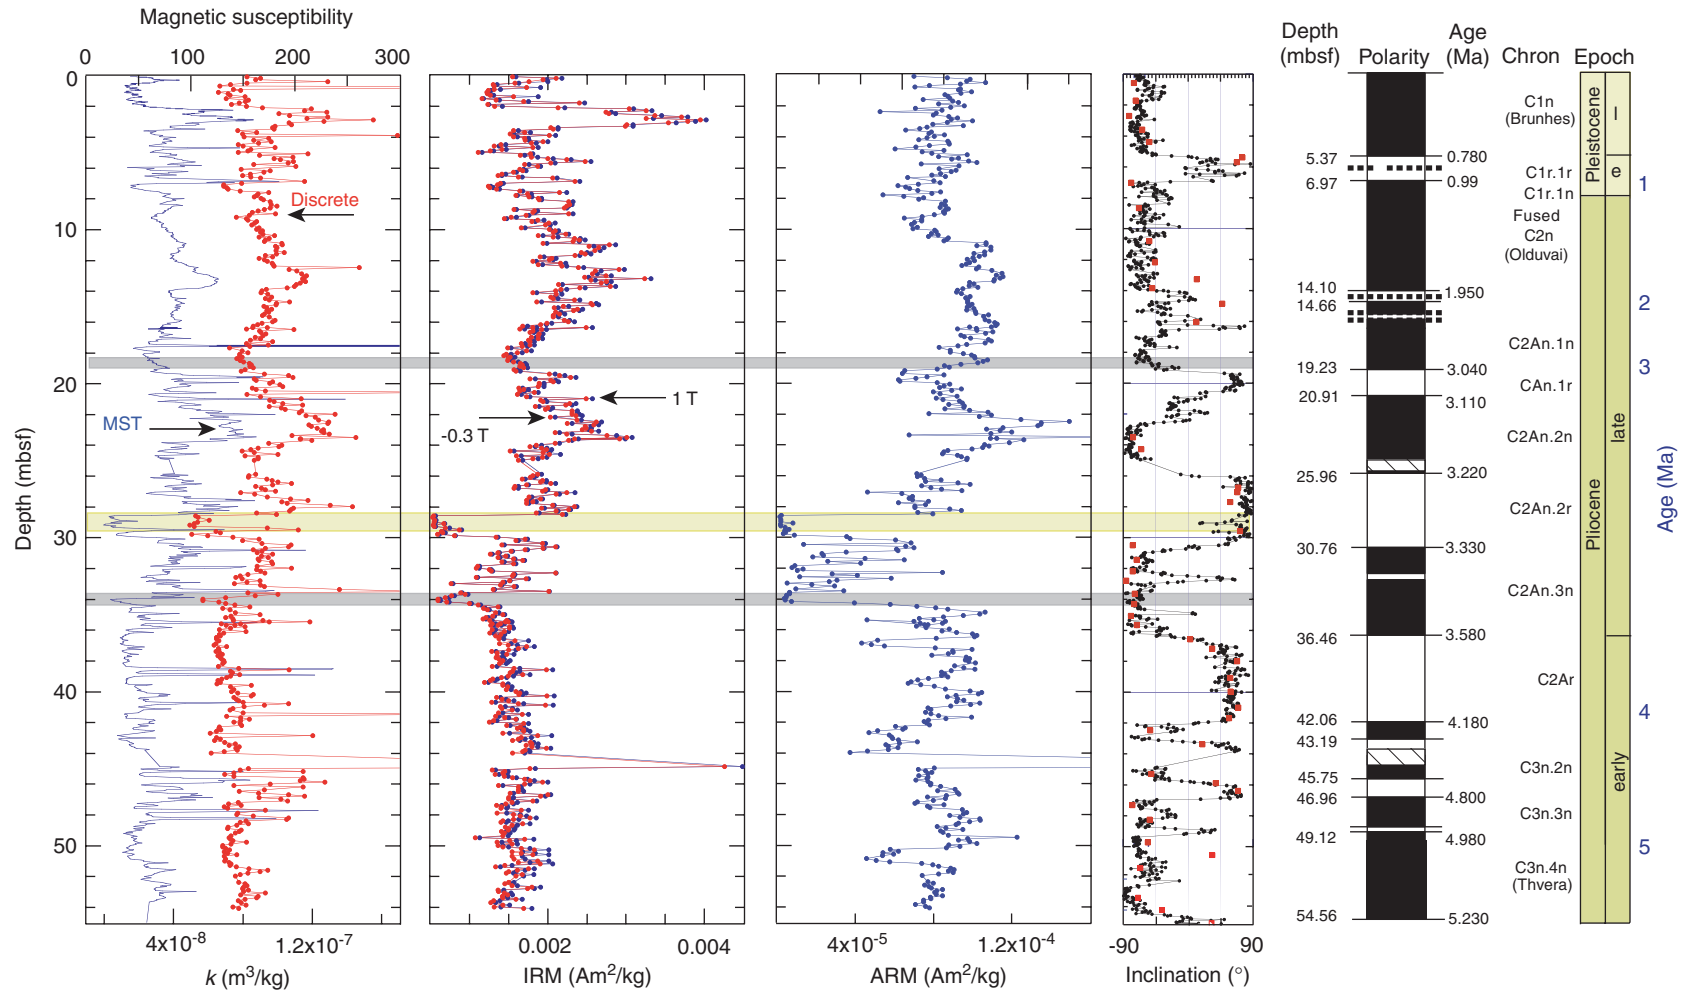 Magnetic susceptibility
0 100 200 300
Depth (mbsf)
0
10
20
30
40
50
Discrete
MST
4x10-8 1.2x10-7
k (m3/kg)
1 T
-0.3 T
0.002 0.004
IRM (Am2/kg)
4x10-5 1.2x10-4
ARM (Am2/kg)
-90 90
Inclination (°)
Depth
(mbsf)
Polarity
Age
(Ma)
Chron
Epoch
5.37
6.97
14.10
14.66
19.23
20.91
25.96
30.76
36.46
42.06
43.19
45.75
46.96
49.12
54.56
0.780
0.99
1.950
3.040
3.110
3.220
3.330
3.580
4.180
4.800
4.980
5.230
C1n
(Brunhes)
C1r.1r
C1r.1n
Fused
C2n
(Olduvai)
C2An.1n
CAn.1r
C2An.2n
C2An.2r
C2An.3n
C2Ar
C3n.2n
C3n.3n
C3n.4n
(Thvera)
Pleistocene
l
e
Pliocene
late
early
1
2
3
4
5
Age (Ma)